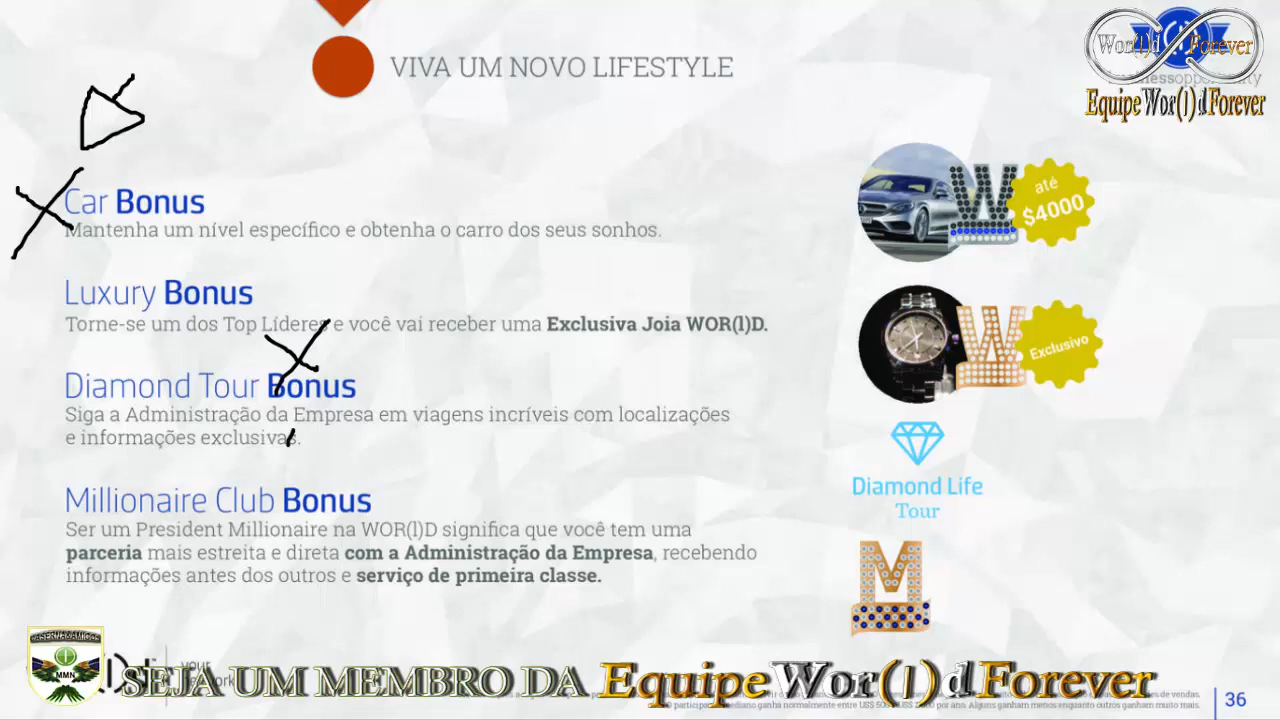 VIVA UM NOVO LIFESTYLE
Wor(l)d Forever
Equipe Wor(l)dForever
Car Bonus
Mantenha um nível específico e obtenha o carro dos seus sonhos.
até
$4000
Luxury Bonus
Torne-se um dos Top Líderes e você vai receber uma Exclusiva Joia WOR(l)D.
Exclusivo
Diamond Tour Bonus
Siga a Administração da Empresa em viagens incríveis com localizações
e informações exclusivas.
Diamond Life
Tour
Millionaire Club Bonus
Ser um President Millionaire na WOR(l)D significa que você tem uma
parceria mais estreita e direta com a Administração da Empresa, recebendo
informações antes dos outros e serviço de primeira classe.
MMN
SEJA UM MEMBRO DA Equipe Wor(l)dForever
36